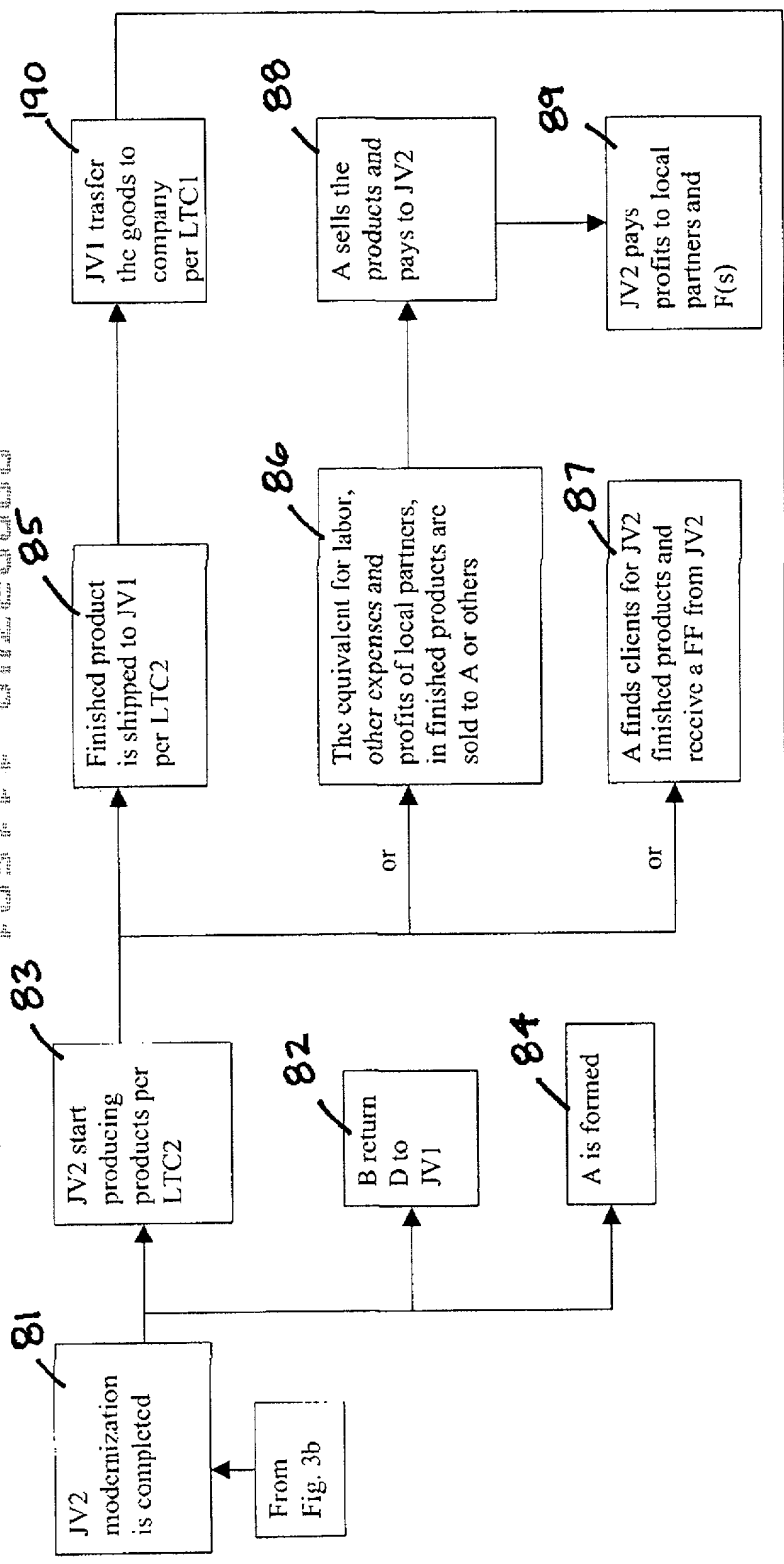 81
JV2
modernization
is completed
From
Fig. 3b
83
JV2 start
producing
products per
LTC2
82
B return
D to
JV1
84
A is formed
85
Finished product
is shipped to JV1
per LTC2
or
86
The equivalent for labor,
other expenses and
profits of local partners,
in finished products are
sold to A or others
or
87
A finds clients for JV2
finished products and
receive a FF from JV2
190
JV1 trasfer
the goods to
company
per LTC1
88
A sells the
products and
pays to JV2
89
JV2 pays
profits to local
partners and
F(s)